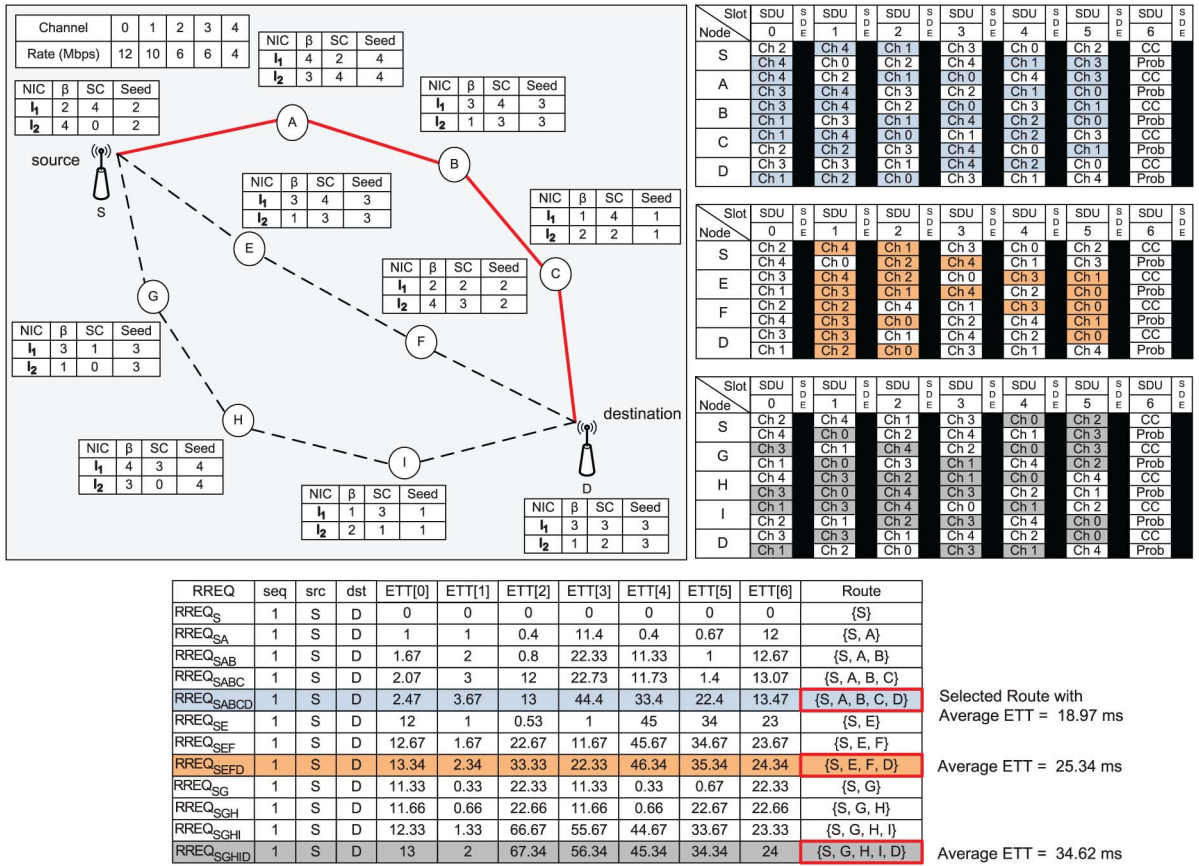 Channel 0 1 2 3 4
Rate (Mbps) 12 10 6 6 4
NIC β SC Seed
I1 4 2 4
I2 3 4 4
NIC β SC Seed
I1 3 4 3
I2 1 3 3
NIC β SC Seed
I1 2 4 2
I2 4 0 2
A
source
S
B
NIC β SC Seed
I1 3 4 3
I2 1 3 3
NIC β SC Seed
I1 1 4 1
I2 2 2 1
E
NIC β SC Seed
I1 2 2 2
I2 4 3 2
C
G
NIC β SC Seed
I1 3 1 3
I2 1 0 3
F
H
destination
D
I
NIC β SC Seed
I1 4 3 4
I2 3 0 4
NIC β SC Seed
I1 1 3 1
I2 2 1 1
NIC β SC Seed
I1 3 3 3
I2 1 2 3
Slot SDU SDE SDU SDE SDU SDE SDU SDE SDU SDE SDU SDE SDU
Node 0 1 2 3 4 5 6
S Ch 2 Ch 4 Ch 1 Ch 3 Ch 0 Ch 2 CC
Ch 4 Ch 0 Ch 2 Ch 4 Ch 1 Ch 3 Prob
A Ch 4 Ch 2 Ch 1 Ch 0 Ch 4 Ch 3 CC
Ch 3 Ch 4 Ch 3 Ch 2 Ch 1 Ch 0 Prob
B Ch 3 Ch 4 Ch 2 Ch 0 Ch 3 Ch 1 CC
Ch 1 Ch 3 Ch 1 Ch 4 Ch 2 Ch 0 Prob
C Ch 1 Ch 4 Ch 0 Ch 1 Ch 2 Ch 3 CC
Ch 2 Ch 2 Ch 3 Ch 4 Ch 0 Ch 1 Prob
D Ch 3 Ch 3 Ch 1 Ch 4 Ch 2 Ch 0 CC
Ch 1 Ch 2 Ch 0 Ch 3 Ch 1 Ch 4 Prob
Slot SDU SDE SDU SDE SDU SDE SDU SDE SDU SDE SDU SDE SDU
Node 0 1 2 3 4 5 6
S Ch 2 Ch 4 Ch 1 Ch 3 Ch 0 Ch 2 CC
Ch 4 Ch 0 Ch 2 Ch 4 Ch 1 Ch 3 Prob
E Ch 3 Ch 4 Ch 2 Ch 0 Ch 3 Ch 1 CC
Ch 1 Ch 3 Ch 1 Ch 4 Ch 2 Ch 0 Prob
F Ch 2 Ch 2 Ch 4 Ch 1 Ch 3 Ch 0 CC
Ch 4 Ch 3 Ch 0 Ch 2 Ch 4 Ch 1 Prob
D Ch 3 Ch 3 Ch 1 Ch 4 Ch 2 Ch 0 CC
Ch 1 Ch 2 Ch 0 Ch 3 Ch 1 Ch 4 Prob
Slot SDU SDE SDU SDE SDU SDE SDU SDE SDU SDE SDU SDE SDU
Node 0 1 2 3 4 5 6
S Ch 2 Ch 4 Ch 1 Ch 3 Ch 0 Ch 2 CC
Ch 4 Ch 0 Ch 2 Ch 4 Ch 1 Ch 3 Prob
G Ch 3 Ch 1 Ch 4 Ch 2 Ch 0 Ch 3 CC
Ch 1 Ch 0 Ch 3 Ch 1 Ch 4 Ch 2 Prob
H Ch 4 Ch 3 Ch 2 Ch 1 Ch 0 Ch 4 CC
Ch 3 Ch 0 Ch 4 Ch 3 Ch 2 Ch 1 Prob
I Ch 1 Ch 3 Ch 4 Ch 0 Ch 1 Ch 2 CC
Ch 2 Ch 1 Ch 2 Ch 3 Ch 4 Ch 0 Prob
D Ch 3 Ch 3 Ch 1 Ch 4 Ch 2 Ch 0 CC
Ch 1 Ch 2 Ch 0 Ch 3 Ch 1 Ch 4 Prob
RREQ seq src dst ETT[0] ETT[1] ETT[2] ETT[3] ETT[4] ETT[5] ETT[6] Route
RREQS 1 S D 0 0 0 0 0 0 0 {S}
RREQSA 1 S D 1 1 0.4 11.4 0.4 0.67 12 {S, A}
RREQSAB 1 S D 1.67 2 0.8 22.33 11.33 1 12.67 {S, A, B}
RREQSABC 1 S D 2.07 3 12 22.73 11.73 1.4 13.07 {S, A, B, C}
RREQSABCD 1 S D 2.47 3.67 13 44.4 33.4 22.4 13.47 {S, A, B, C, D}
Selected Route with
Average ETT = 18.97 ms
RREQSE 1 S D 12 1 0.53 1 45 34 23 {S, E}
RREQSEF 1 S D 12.67 1.67 22.67 11.67 45.67 34.67 23.67 {S, E, F}
RREQSEFD 1 S D 13.34 2.34 33.33 22.33 46.34 35.34 24.34 {S, E, F, D}
Average ETT = 25.34 ms
RREQSG 1 S D 11.33 0.33 22.33 11.33 0.33 0.67 22.33 {S, G}
RREQSGH 1 S D 11.66 0.66 22.66 11.66 0.66 22.67 22.66 {S, G, H}
RREQSGHI 1 S D 12.33 1.33 66.67 55.67 44.67 33.67 23.33 {S, G, H, I}
RREQSGHID 1 S D 13 2 67.34 56.34 45.34 34.34 24 {S, G, H, I, D}
Average ETT = 34.62 ms